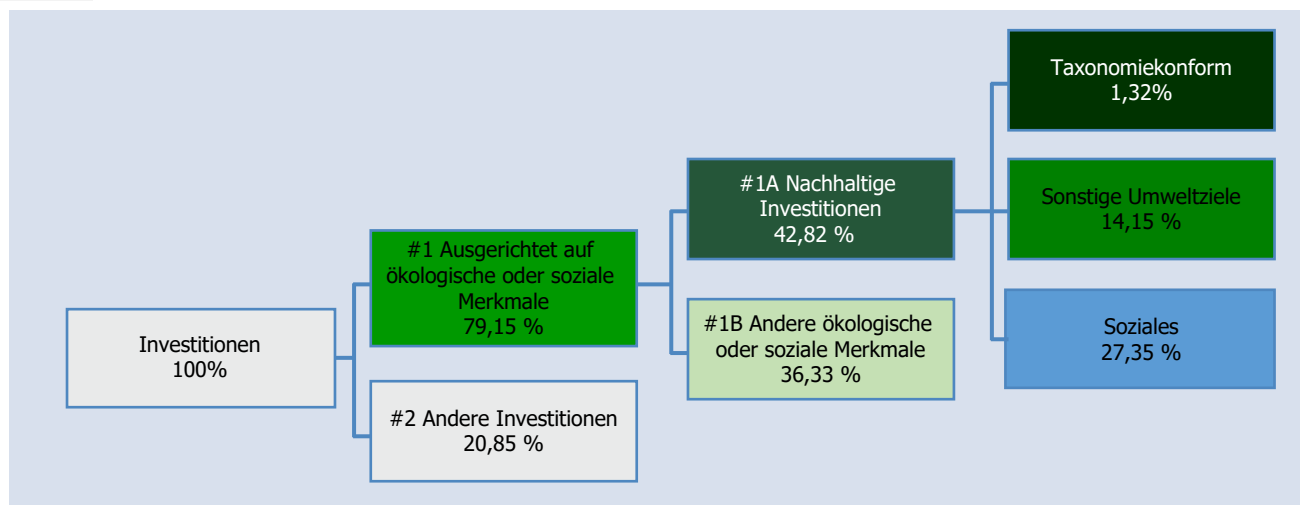 Investitionen
100%
#1 Ausgerichtet auf
ökologische oder soziale
Merkmale
79,15 %
#2 Andere Investitionen
20,85 %
#1A Nachhaltige
Investitionen
42,82 %
#1B Andere ökologische
oder soziale Merkmale
36,33 %
Taxonomiekonform
1,32%
Sonstige Umweltziele
14,15 %
Soziales
27,35 %